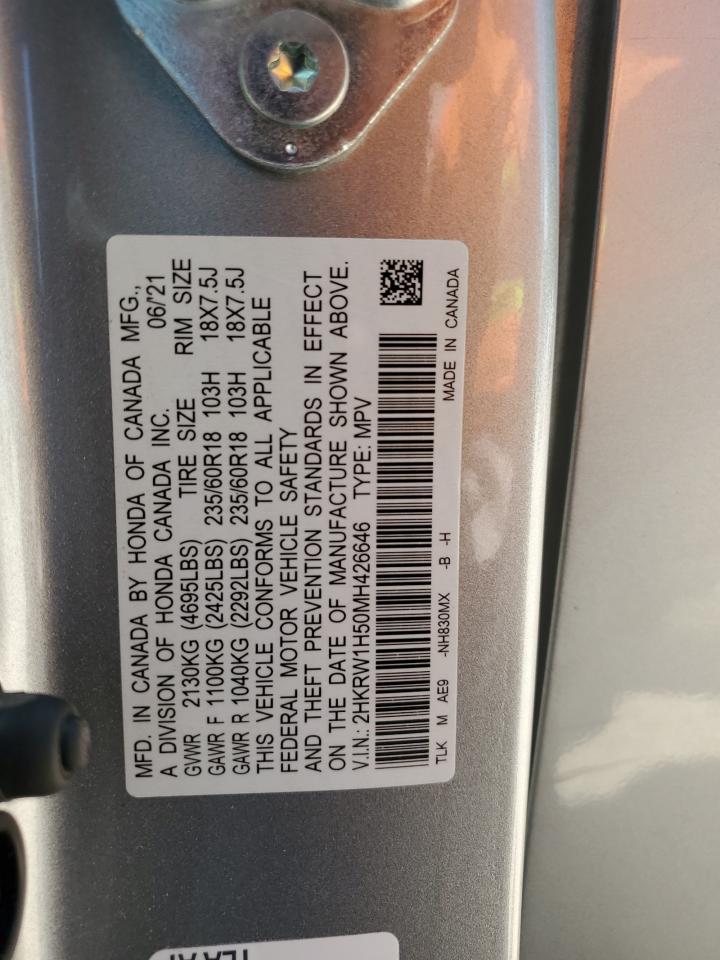 MFD. IN CANADA BY HONDA OF CANADA MFG.,
A DIVISION OF HONDA CANADA INC. 06/'21
GVWR 2130KG (4695LBS) TIRE SIZE RIM SIZE
GAWR F 1100KG (2425LBS) 235/60R18 103H 18X7.5J
GAWR R 1040KG (2292LBS) 235/60R18 103H 18X7.5J
THIS VEHICLE CONFORMS TO ALL APPLICABLE
FEDERAL MOTOR VEHICLE SAFETY
AND THEFT PREVENTION STANDARDS IN EFFECT
ON THE DATE OF MANUFACTURE SHOWN ABOVE.
V.I.N.: 2HKRW1H50MH426646 TYPE: MPV
TLK M AE9 -NH830MX -B -H MADE IN CANADA